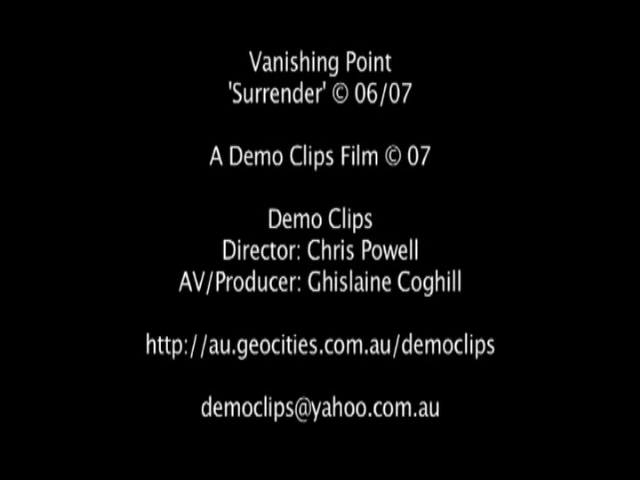 Vanishing Point
'Surrender' © 06/07
A Demo Clips Film © 07
Demo Clips
Director: Chris Powell
AV/Producer: Ghislaine Coghill
http://au.geocities.com.au/democlips
democlips@yahoo.com.au